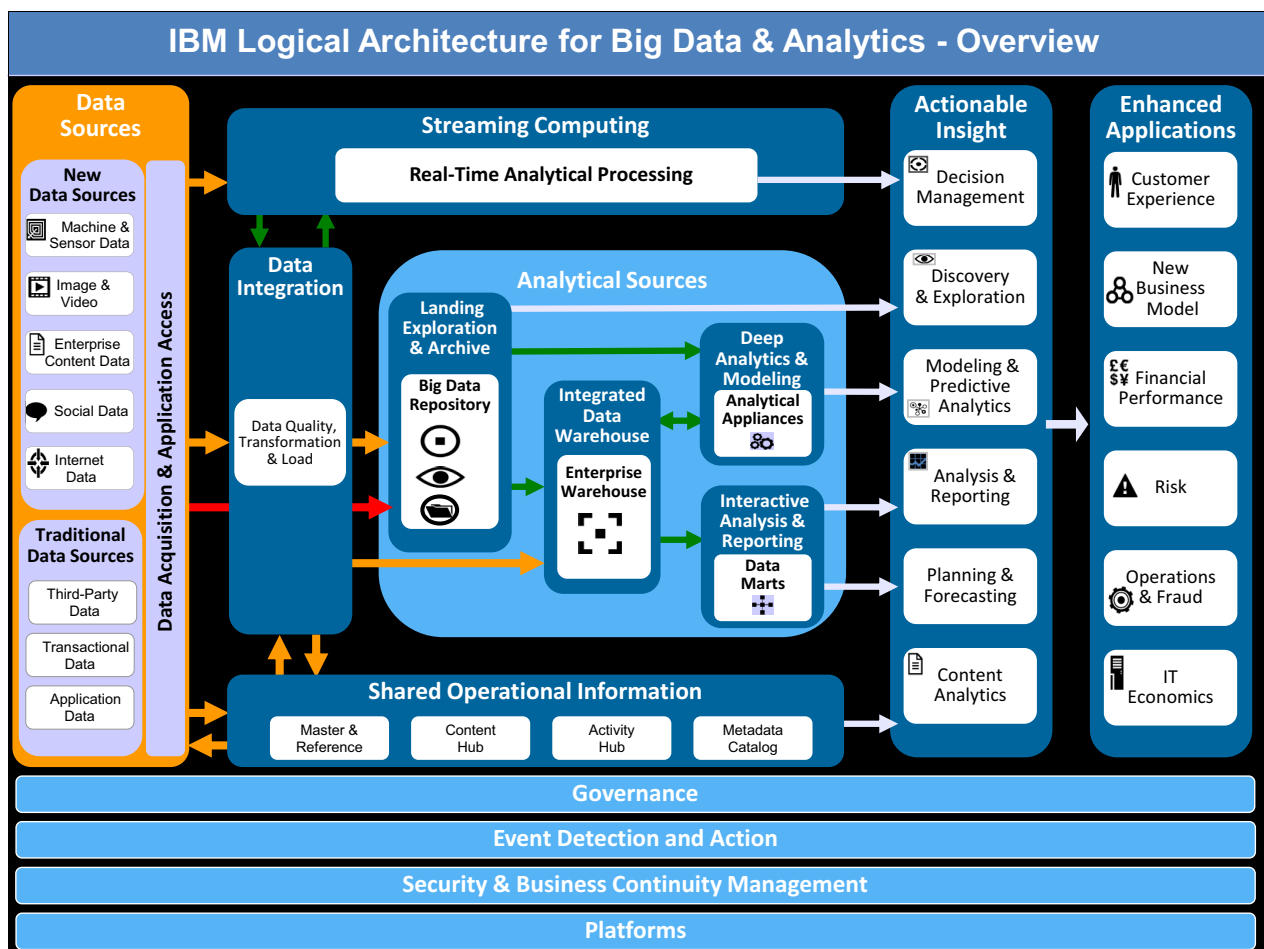 IBM Logical Architecture for Big Data & Analytics - Overview
Data
Sources
New
Data Sources
Machine &
Sensor Data
Image &
Video
Enterprise
Content Data
Social Data
Internet
Data
Traditional
Data Sources
Third-Party
Data
Transactional
Data
Application
Data
Data Acquisition & Application Access
Streaming Computing
Real-Time Analytical Processing
Data
Integration
Data Quality,
Transformation
& Load
Analytical Sources
Landing
Exploration
& Archive
Big Data
Repository
Integrated
Data
Warehouse
Enterprise
Warehouse
Deep
Analytics &
Modeling
Analytical
Appliances
Interactive
Analysis &
Reporting
Data
Marts
Shared Operational Information
Master &
Reference
Content
Hub
Activity
Hub
Metadata
Catalog
Actionable
Insight
Decision
Management
Discovery
& Exploration
Modeling &
Predictive
Analytics
Analysis &
Reporting
Planning &
Forecasting
Content
Analytics
Enhanced
Applications
Customer
Experience
New
Business
Model
£€
$¥
Financial
Performance
Risk
Operations
& Fraud
IT
Economics
Governance
Event Detection and Action
Security & Business Continuity Management
Platforms